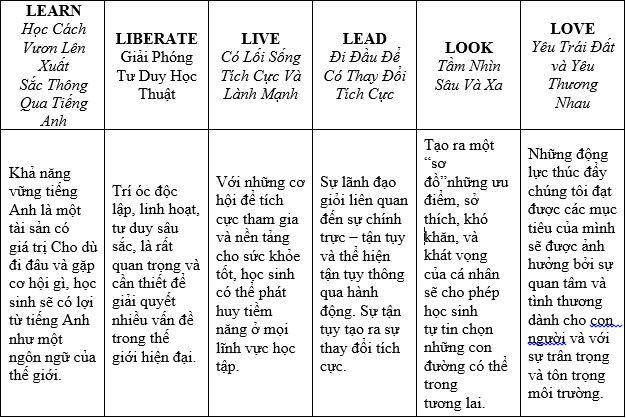 LEARN
Học Cách
Vươn Lên
Xuất
Sắc Thông
Qua Tiếng
Anh
LIBERATE
Giải Phóng
Tư Duy Học
Thuật
LIVE
Có Lối Sống
Tích Cực Và
Lành Mạnh
LEAD
Đi Đầu Để
Có Thay Đổi
Tích Cực
LOOK
Tầm Nhìn
Sâu Và Xa
LOVE
Yêu Trái Đất
và Yêu
Thương
Nhau
Khả năng
vững tiếng
Anh là một
tài sản có
giá trị Cho dù
đi đâu và gặp
cơ hội gì, học
sinh sẽ có lợi
từ tiếng Anh
như một
ngôn ngữ của
thế giới.
Trí óc độc
lập, linh hoạt,
tư duy sâu
sắc, là rất
quan trọng và
cần thiết để
giải quyết
nhiều vấn đề
trong thế
giới hiện đại.
Với những cơ
hội để tích
cực tham gia
và nền tảng
cho sức khỏe
tốt, học sinh
có thể phát
huy tiềm
năng ở mọi
lĩnh vực học
tập.
Sự lãnh đạo
giỏi liên quan
đến sự chính
trực – tận tụy
và thể hiện
tận tụy thông
qua hành
động. Sự tận
tụy tạo ra sự
thay đổi tích
cực.
Tạo ra một
“sơ
đồ”những ưu
điểm, sở
thích, khó
khăn, và
khát vọng
của cá nhân
sẽ cho phép
học sinh
tự tin chọn
những con
đường có thể
trong
tương lai.
Những động
lực thúc đẩy
chúng tôi đạt
được các mục
tiêu của mình
sẽ được ảnh
hưởng bởi sự
quan tâm và
tình thương
dành cho con
người và với
sự trân trọng
và tôn trọng
môi trường.